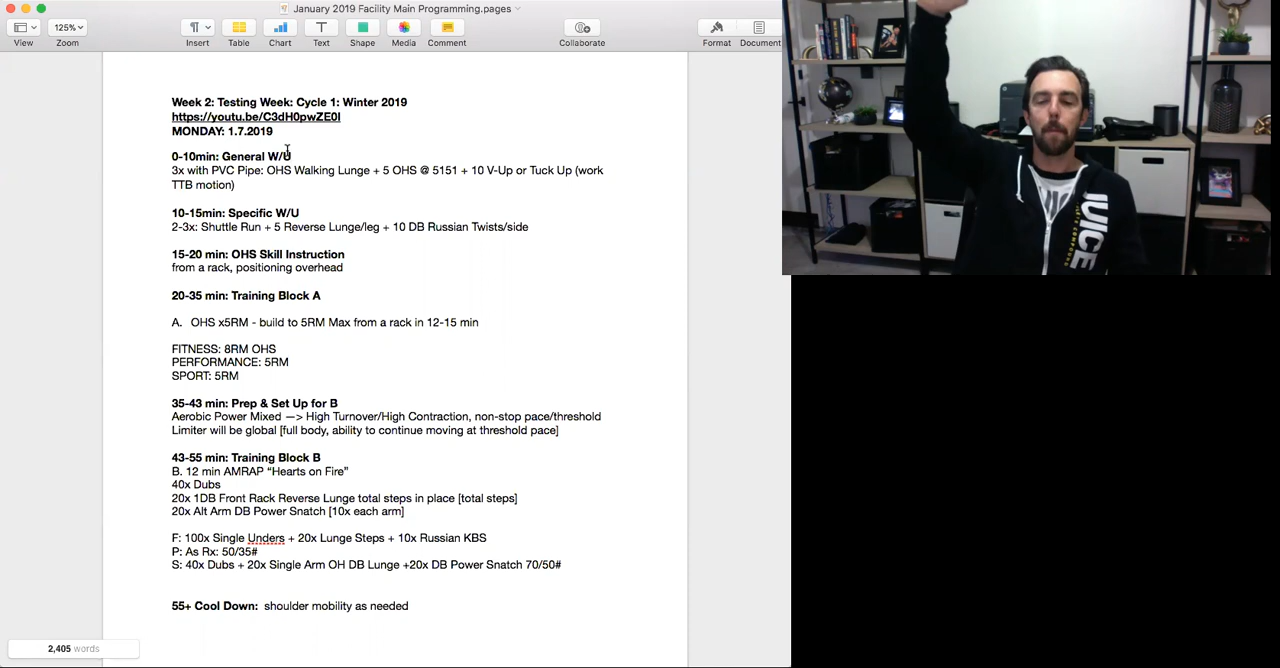 January 2019 Facility Main Programming.pages
125%
View
Zoom
Insert
Table
Chart
Text
Shape
Media
Comment
Collaborate
Format
Document
Week 2: Testing Week: Cycle 1: Winter 2019
https://youtu.be/C3dH0pwZE0I
MONDAY: 1.7.2019
0-10min: General W/U
3x with PVC Pipe: OHS Walking Lunge + 5 OHS @ 5151 + 10 V-Up or Tuck Up (work
TTB motion)
10-15min: Specific W/U
2-3x: Shuttle Run + 5 Reverse Lunge/leg + 10 DB Russian Twists/side
15-20 min: OHS Skill Instruction
from a rack, positioning overhead
20-35 min: Training Block A
A. OHS x5RM - build to 5RM Max from a rack in 12-15 min
FITNESS: 8RM OHS
PERFORMANCE: 5RM
SPORT: 5RM
35-43 min: Prep & Set Up for B
Aerobic Power Mixed —> High Turnover/High Contraction, non-stop pace/threshold
Limiter will be global [full body, ability to continue moving at threshold pace]
43-55 min: Training Block B
B. 12 min AMRAP “Hearts on Fire”
40x Dubs
20x 1DB Front Rack Reverse Lunge total steps in place [total steps]
20x Alt Arm DB Power Snatch [10x each arm]
F: 100x Single Unders + 20x Lunge Steps + 10x Russian KBS
P: As Rx: 50/35#
S: 40x Dubs + 20x Single Arm OH DB Lunge +20x DB Power Snatch 70/50#
55+ Cool Down: shoulder mobility as needed
2,405 words
JUICE